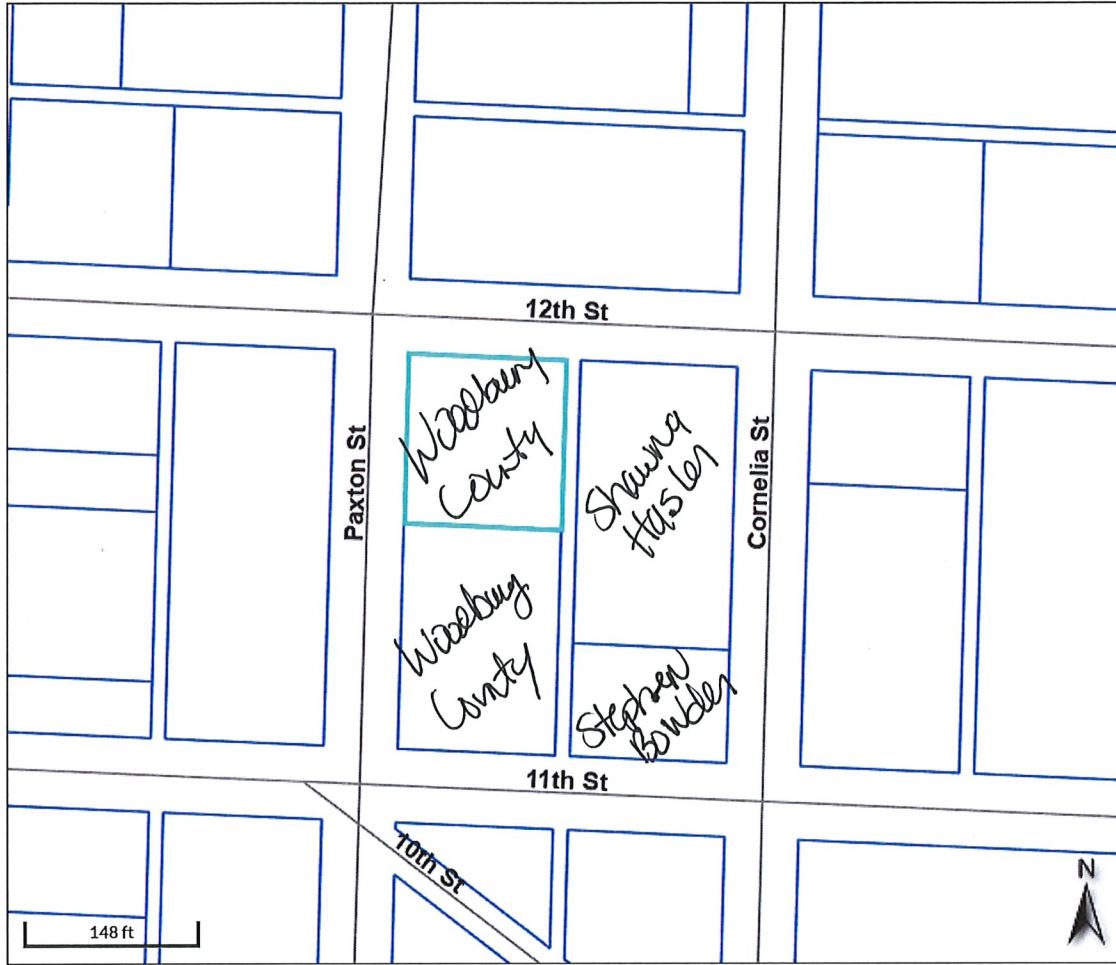 12th St
Woodbury
County
Shawna
Hasler
Paxton St
Cornelia St
Woodbury
County
Stephen
Bowder
11th St
10th St
148 ft
N